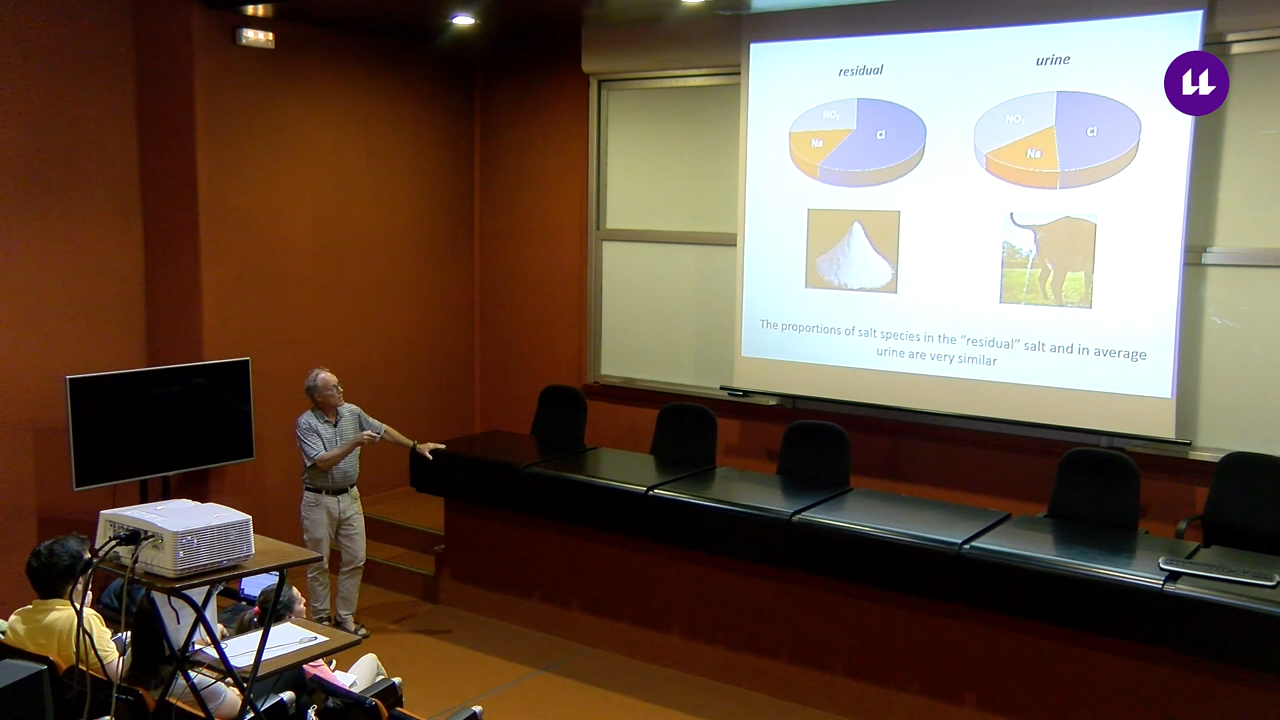 residual
urine
NO3
Cl
Na
NO3
Cl
Na
The proportions of salt species in the "residual" salt and in average
urine are very similar